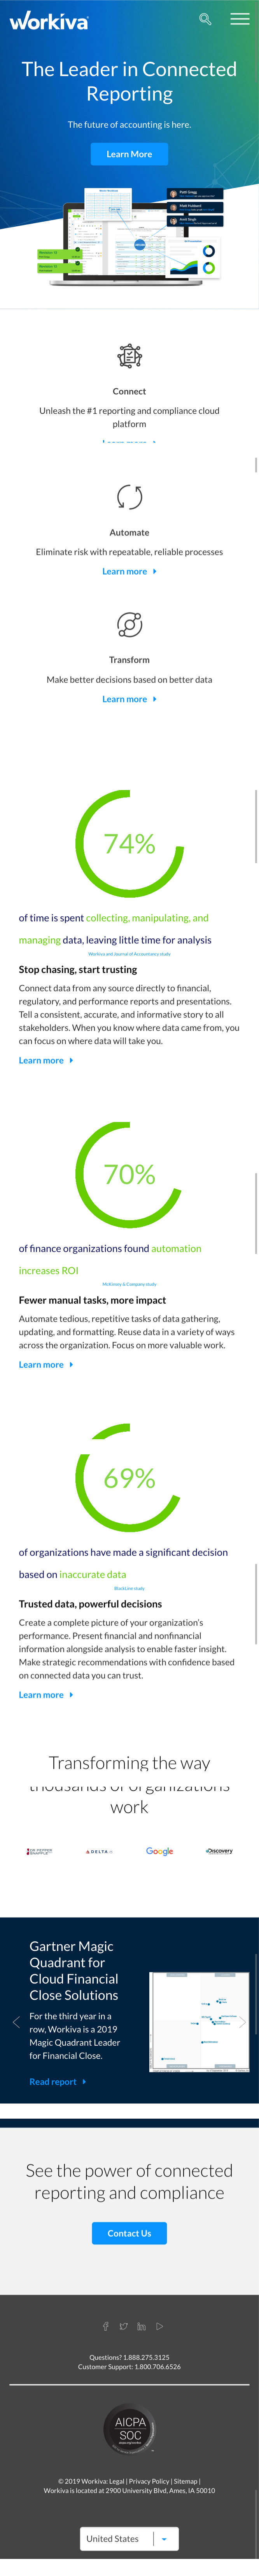 workiva
The Leader in Connected
Reporting
The future of accounting is here.
Learn More
Connect
Unleash the #1 reporting and compliance cloud
platform
Learn more
Automate
Eliminate risk with repeatable, reliable processes
Learn more
Transform
Make better decisions based on better data
Learn more
74%
of time is spent collecting, manipulating, and
managing data, leaving little time for analysis
Workiva and Journal of Accountancy study
Stop chasing, start trusting
Connect data from any source directly to financial,
regulatory, and performance reports and presentations.
Tell a consistent, accurate, and informative story to all
stakeholders. When you know where data came from, you
can focus on where data will take you.
Learn more
70%
of finance organizations found automation
increases ROI
McKinsey & Company study
Fewer manual tasks, more impact
Automate tedious, repetitive tasks of data gathering,
updating, and formatting. Reuse data in a variety of ways
across the organization. Focus on more valuable work.
Learn more
69%
of organizations have made a significant decision
based on inaccurate data
BlackLine study
Trusted data, powerful decisions
Create a complete picture of your organization's
performance. Present financial and nonfinancial
information alongside analysis to enable faster insight.
Make strategic recommendations with confidence based
on connected data you can trust.
Learn more
Transforming the way
thousands of organizations
work
DR PEPPER SNAPPLE
DELTA
Google
Discovery
Gartner Magic
Quadrant for
Cloud Financial
Close Solutions
For the third year in a
row, Workiva is a 2019
Magic Quadrant Leader
for Financial Close.
Read report
See the power of connected
reporting and compliance
Contact Us
Questions? 1.888.275.3125
Customer Support: 1.800.706.6526
AICPA
SOC
© 2019 Workiva: Legal | Privacy Policy | Sitemap |
Workiva is located at 2900 University Blvd, Ames, IA 50010
United States